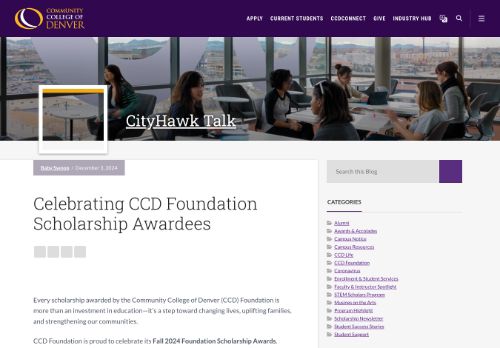 COMMUNITY
COLLEGE OF
DENVER
APPLY CURRENT STUDENTS CCDCONNECT GIVE INDUSTRY HUB
CityHawk Talk
December 3, 2024
Search this Blog
Celebrating CCD Foundation
Scholarship Awardees
CATEGORIES
Alumni
Awards & Accolades
Campus Notice
Campus Resources
CCD Life
CCD Foundation
Coronavirus
Enrollment & Student Services
Faculty & Instructor Spotlight
STEM Scholars Program
Musings on the Arts
Program Highlight
Scholarship Newsletter
Student Success Stories
Student Support
Every scholarship awarded by the Community College of Denver (CCD) Foundation is
more than an investment in education—it's a step toward changing lives, uplifting families,
and strengthening our communities.
CCD Foundation is proud to celebrate its Fall 2024 Foundation Scholarship Awards.